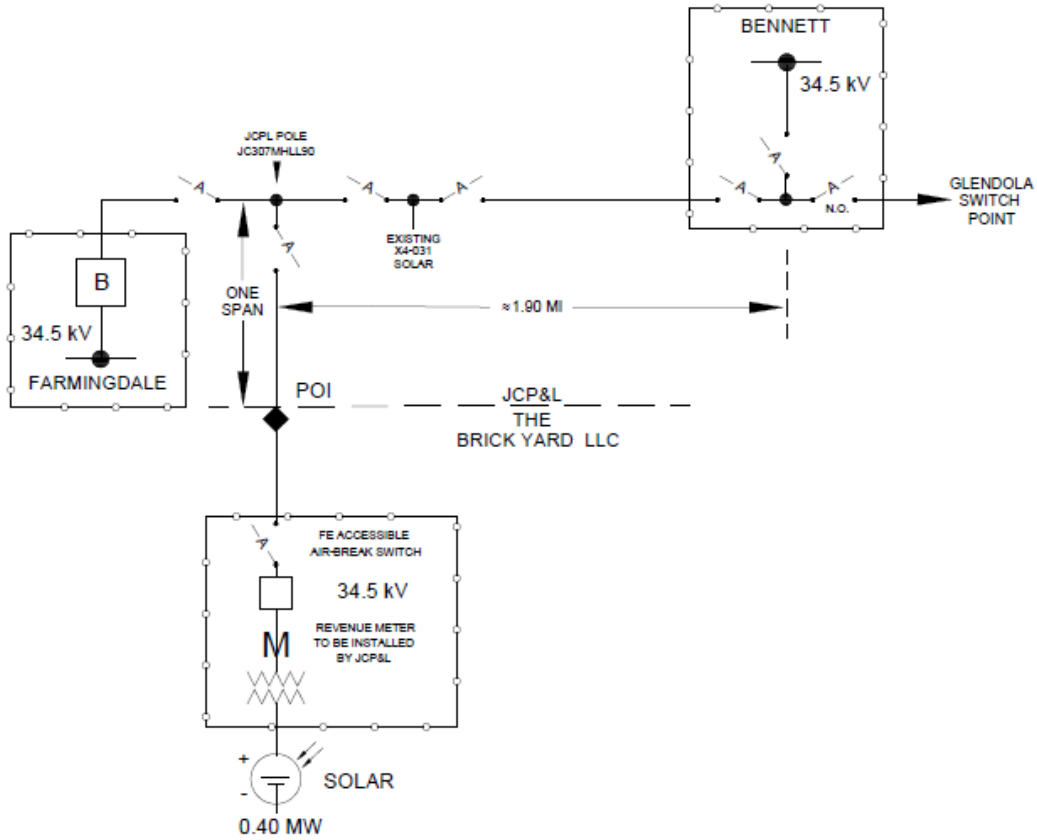 BENNETT
34.5 kV
JCPL POLE
JC307MHLL90
A
A
A
A
A
A
A
N.O.
GLENDOLA
SWITCH
POINT
EXISTING
X4-031
SOLAR
B
ONE
SPAN
≈1.90 MI
34.5 kV
FARMINGDALE
POI
JCP&L
THE
BRICK YARD LLC
A
FE ACCESSIBLE
AIR-BREAK SWITCH
34.5 kV
M
REVENUE METER
TO BE INSTALLED
BY JCP&L
+
-
SOLAR
0.40 MW